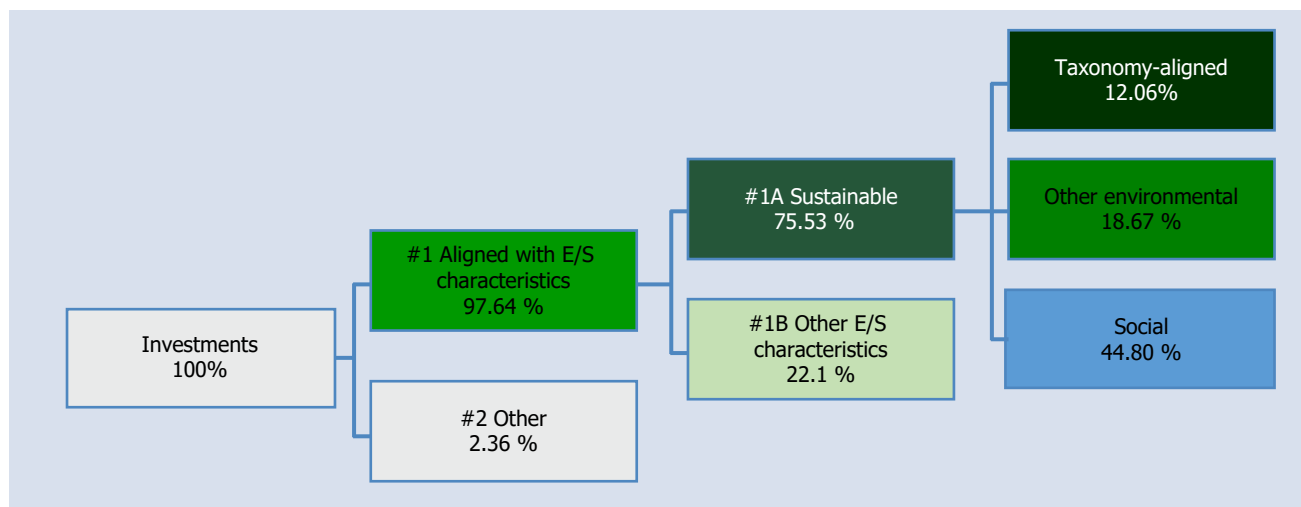 Investments
100%
#1 Aligned with E/S
characteristics
97.64 %
#2 Other
2.36 %
#1A Sustainable
75.53 %
#1B Other E/S
characteristics
22.1 %
Taxonomy-aligned
12.06%
Other environmental
18.67 %
Social
44.80 %